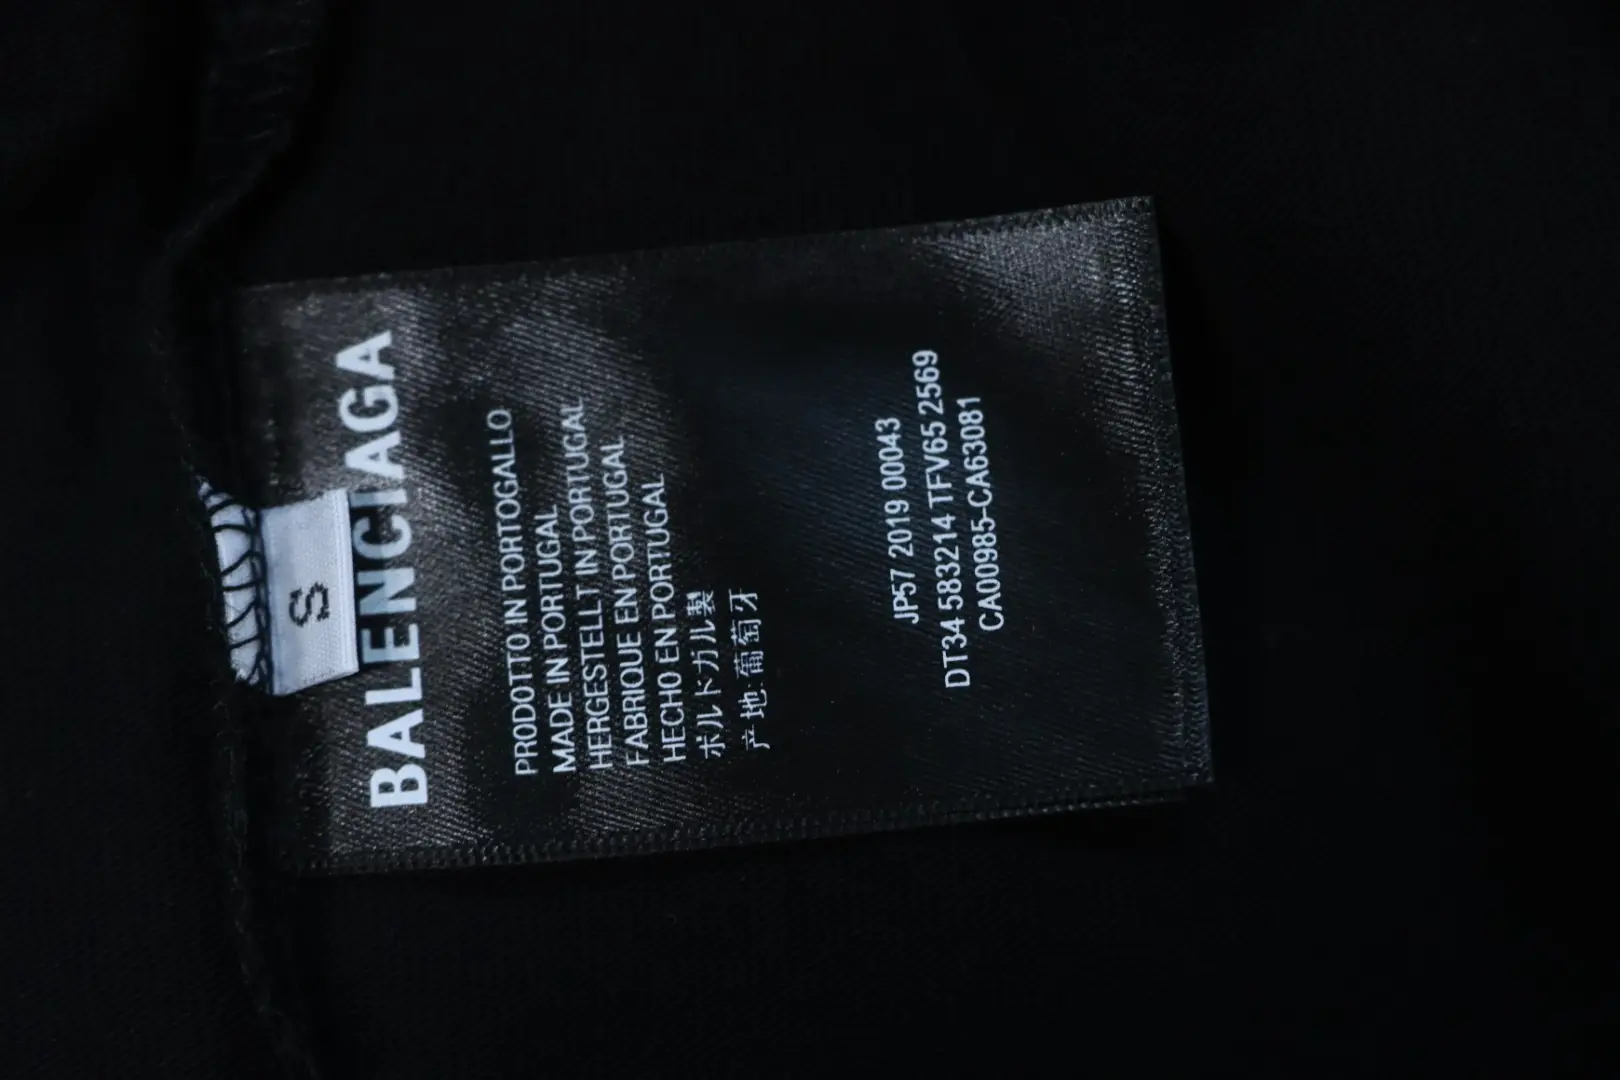 S
BALENCIAGA
PRODOTTO IN PORTOGALLO
MADE IN PORTUGAL
HERGESTELLT IN PORTUGAL
FABRIQUE EN PORTUGAL
HECHO EN PORTUGAL
ポルトガル製
产地:葡萄牙
JP57 2019 00043
DT34 583214 TFV65 2569
CA00985-CA63081